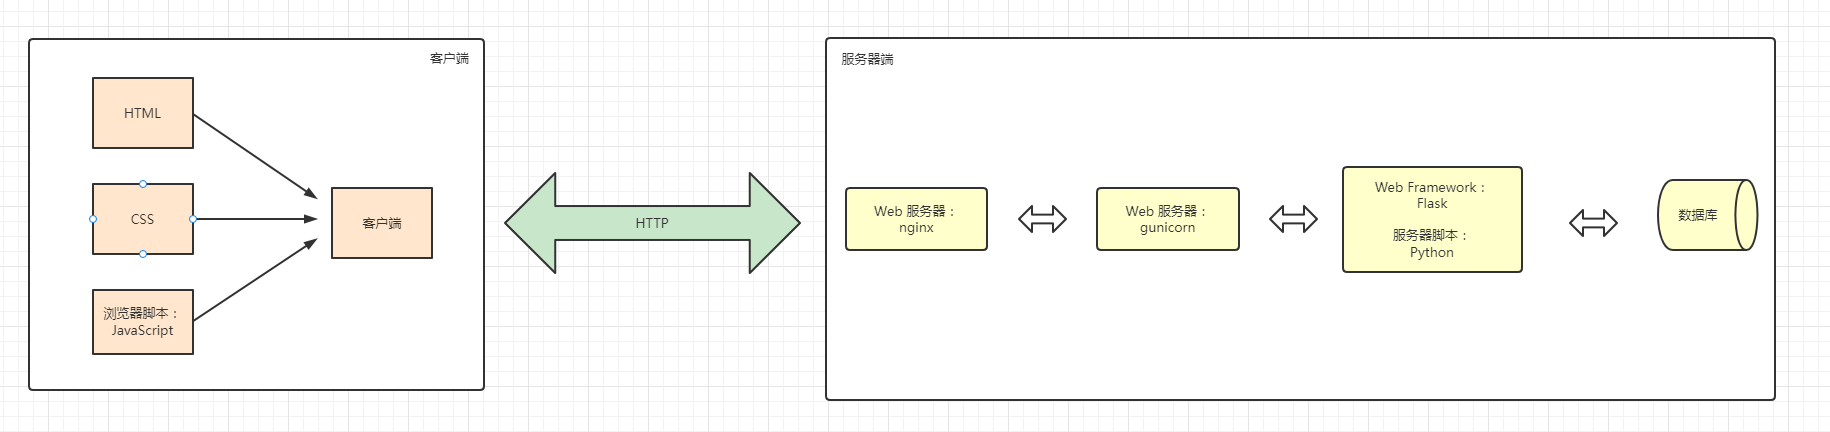 客户端
HTML
CSS
浏览器脚本：
JavaScript
客户端
HTTP
服务器端
Web 服务器：
nginx
Web 服务器：
gunicorn
Web Framework：
Flask
服务器脚本：
Python
数据库